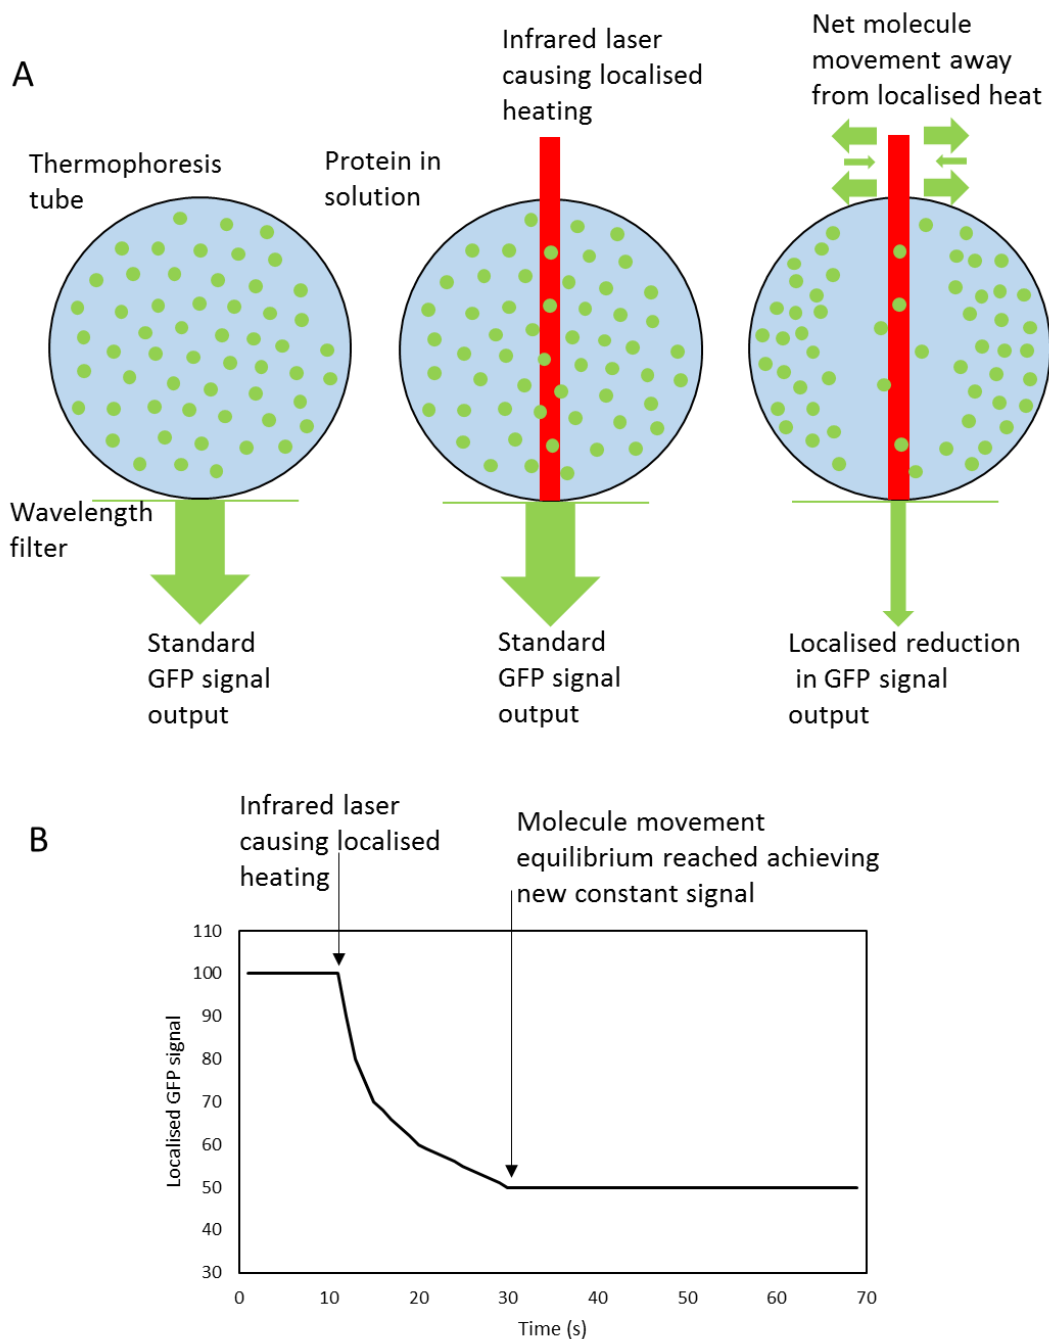 A
Thermophoresis
tube
Protein in
solution
Infrared laser
causing localised
heating
Net molecule
movement away
from localised heat
Wavelength
filter
Standard
GFP signal
output
Standard
GFP signal
output
Localised reduction
in GFP signal
output
B
Infrared laser
causing localised
heating
Molecule movement
equilibrium reached achieving
new constant signal
110
100
90
80
70
60
50
40
30
Localised GFP signal
0 10 20 30 40 50 60 70
Time (s)